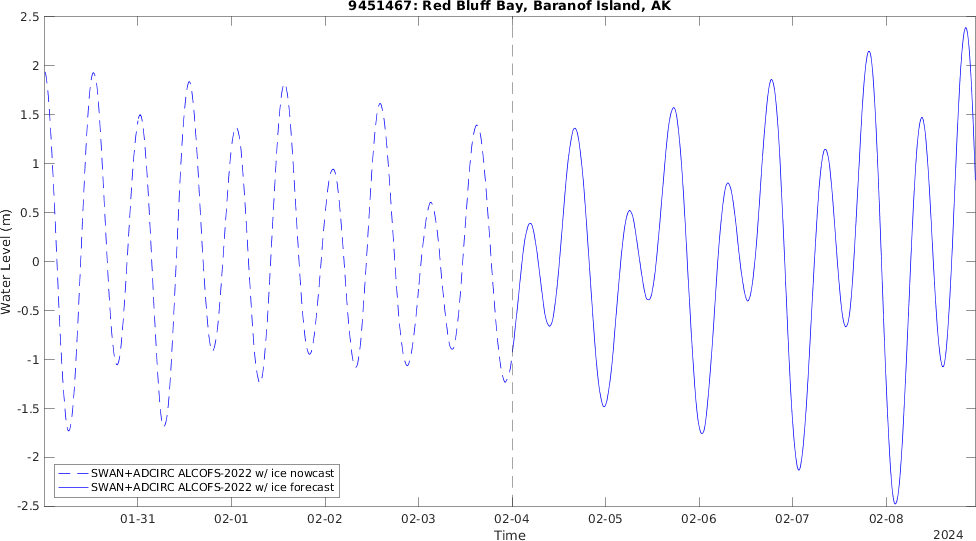 9451467: Red Bluff Bay, Baranof Island, AK
2.5
2
1.5
1
0.5
0
-0.5
-1
-1.5
-2
-2.5
Water Level (m)
SWAN+ADCIRC ALCOFS-2022 w/ ice nowcast
SWAN+ADCIRC ALCOFS-2022 w/ ice forecast
01-31 02-01 02-02 02-03 02-04 02-05 02-06 02-07 02-08
Time
2024